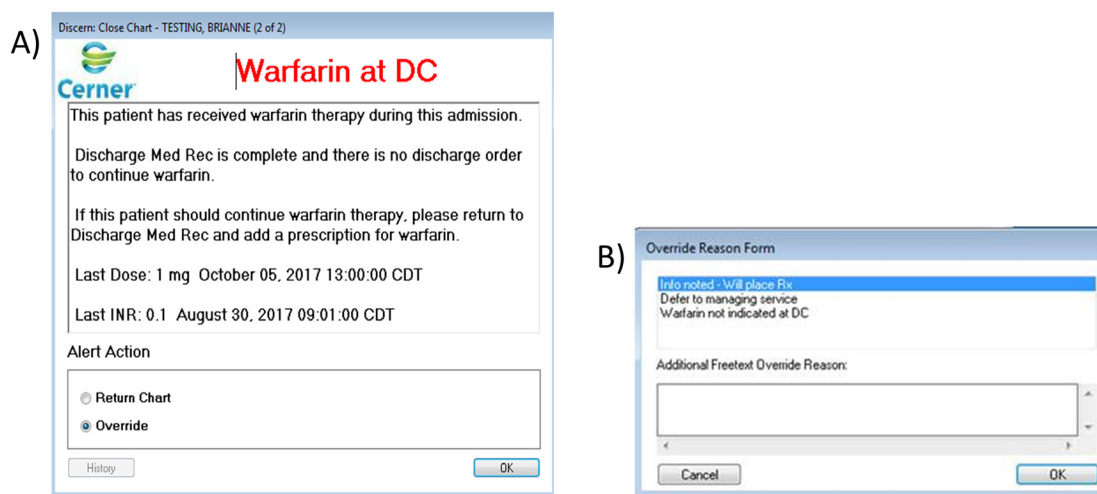 A)
Discern: Close Chart - TESTING, BRIANNE (2 of 2)
Cerner
Warfarin at DC
This patient has received warfarin therapy during this admission.
Discharge Med Rec is complete and there is no discharge order
to continue warfarin.
If this patient should continue warfarin therapy, please return to
Discharge Med Rec and add a prescription for warfarin.
Last Dose: 1 mg October 05, 2017 13:00:00 CDT
Last INR: 0.1 August 30, 2017 09:01:00 CDT
Alert Action
Return Chart
Override
History
OK
B)
Override Reason Form
Info noted - Will place Rx
Defer to managing service
Warfarin not indicated at DC
Additional Freetext Override Reason:
Cancel
OK